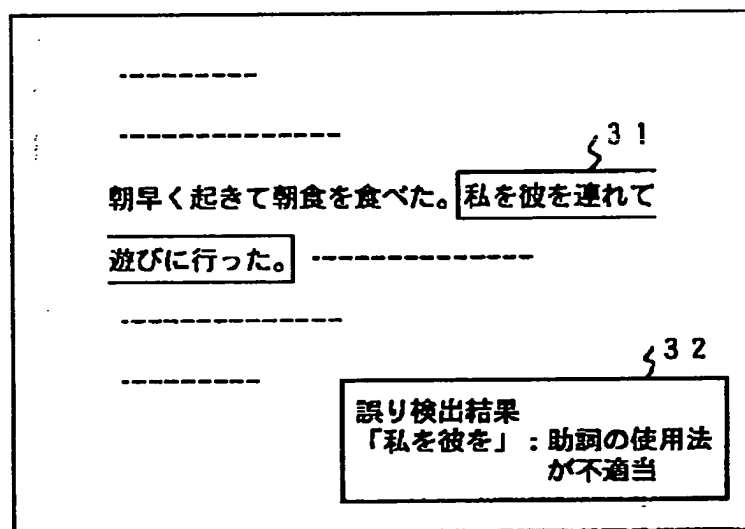 31
朝早く起きて朝食を食べた。私を彼を連れて
遊びに行った。
32
誤り検出結果
「私を彼を」:助詞の使用法
が不適当